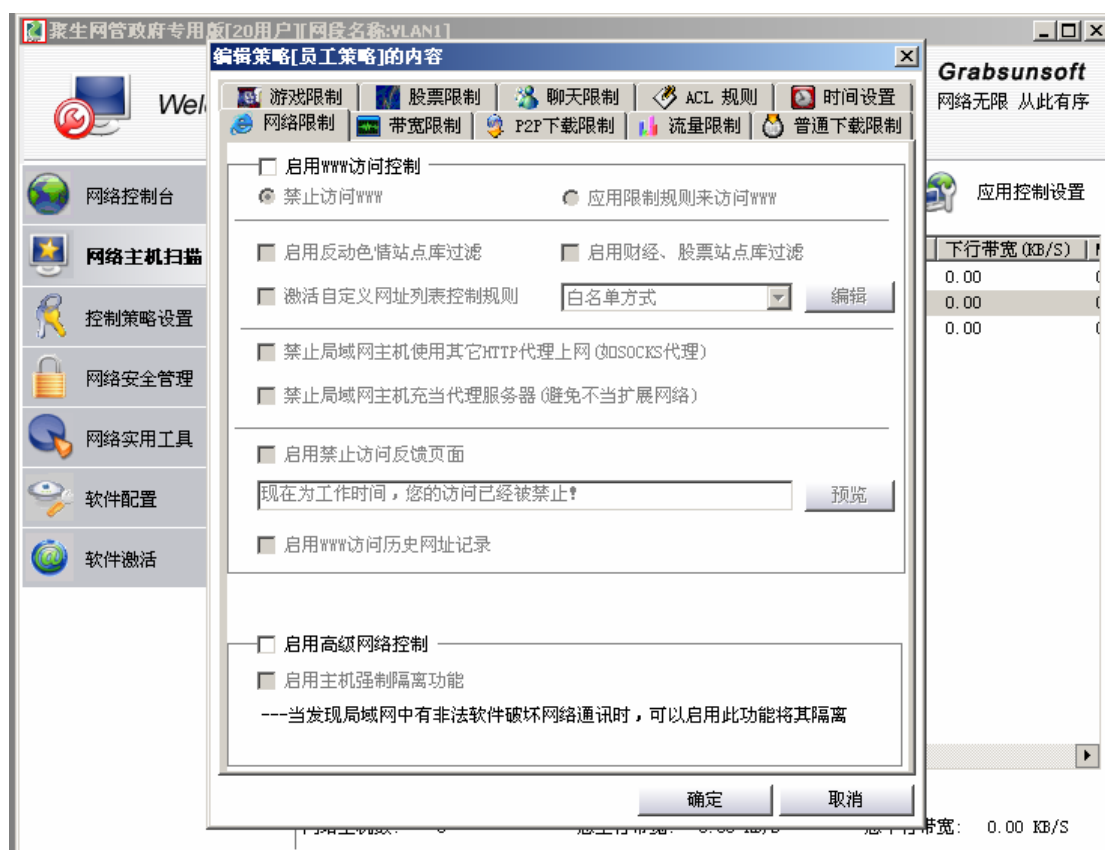 聚生网管政府专用版[20用户][网段名称:VLAN1]
编辑策略[员工策略]的内容
Grabsunsoft
网络无限 从此有序
Wel
游戏限制 股票限制 聊天限制 ACL 规则 时间设置
网络限制 带宽限制 P2P下载限制 流量限制 普通下载限制
启用WWW访问控制
禁止访问WWW 应用限制规则来访问WWW
启用反动色情站点库过滤 启用财经、股票站点库过滤
激活自定义网址列表控制规则 白名单方式 编辑
禁止局域网主机使用其它HTTP代理上网(如SOCKS代理)
禁止局域网主机充当代理服务器(避免不当扩展网络)
启用禁止访问反馈页面
现在为工作时间，您的访问已经被禁止! 预览
启用WWW访问历史网址记录
启用高级网络控制
启用主机强制隔离功能
---当发现局域网中有非法软件破坏网络通讯时，可以启用此功能将其隔离
确定 取消
网络控制台
网络主机扫描
控制策略设置
网络安全管理
网络实用工具
软件配置
软件激活
应用控制设置
下行带宽(KB/S)
0.00
0.00
0.00
带宽: 0.00 KB/S